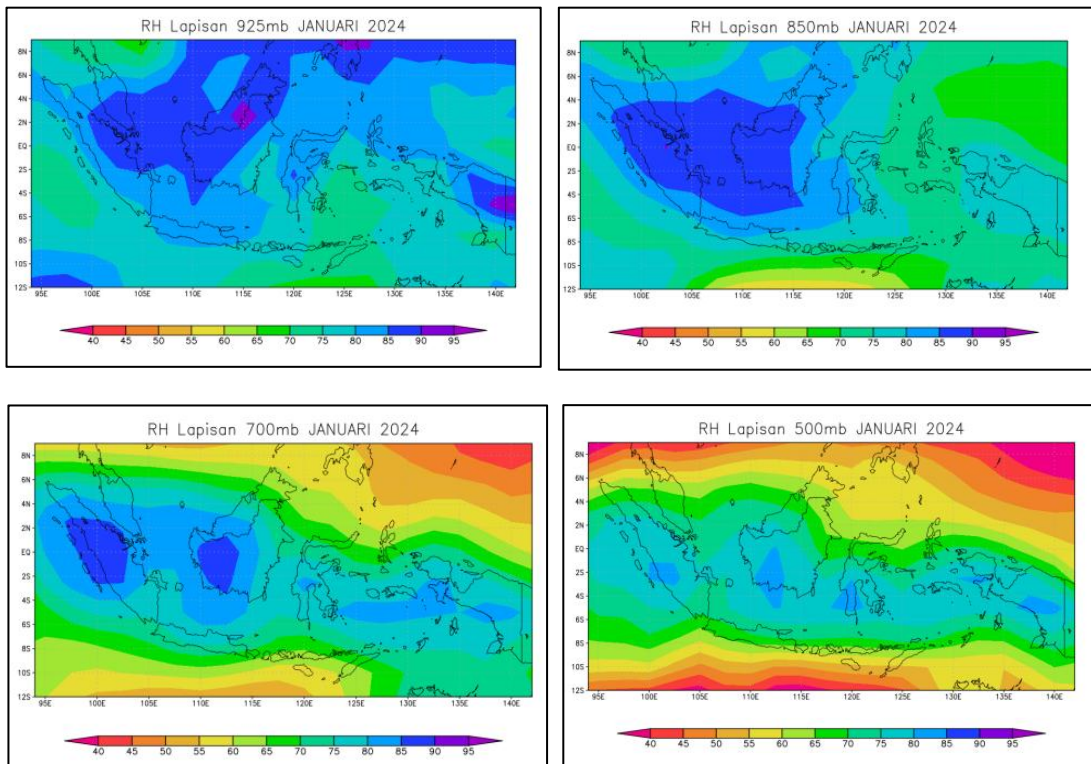 RH Lapisan 925mb JANUARI 2024
8N
6N
4N
2N
EQ
2S
4S
6S
8S
10S
12S
95E 100E 105E 110E 115E 120E 125E 130E 135E 140E
40 45 50 55 60 65 70 75 80 85 90 95
RH Lapisan 850mb JANUARI 2024
8N
6N
4N
2N
EQ
2S
4S
6S
8S
10S
12S
95E 100E 105E 110E 115E 120E 125E 130E 135E 140E
40 45 50 55 60 65 70 75 80 85 90 95
RH Lapisan 700mb JANUARI 2024
8N
6N
4N
2N
EQ
2S
4S
6S
8S
10S
12S
95E 100E 105E 110E 115E 120E 125E 130E 135E 140E
40 45 50 55 60 65 70 75 80 85 90 95
RH Lapisan 500mb JANUARI 2024
8N
6N
4N
2N
EQ
2S
4S
6S
8S
10S
12S
95E 100E 105E 110E 115E 120E 125E 130E 135E 140E
40 45 50 55 60 65 70 75 80 85 90 95